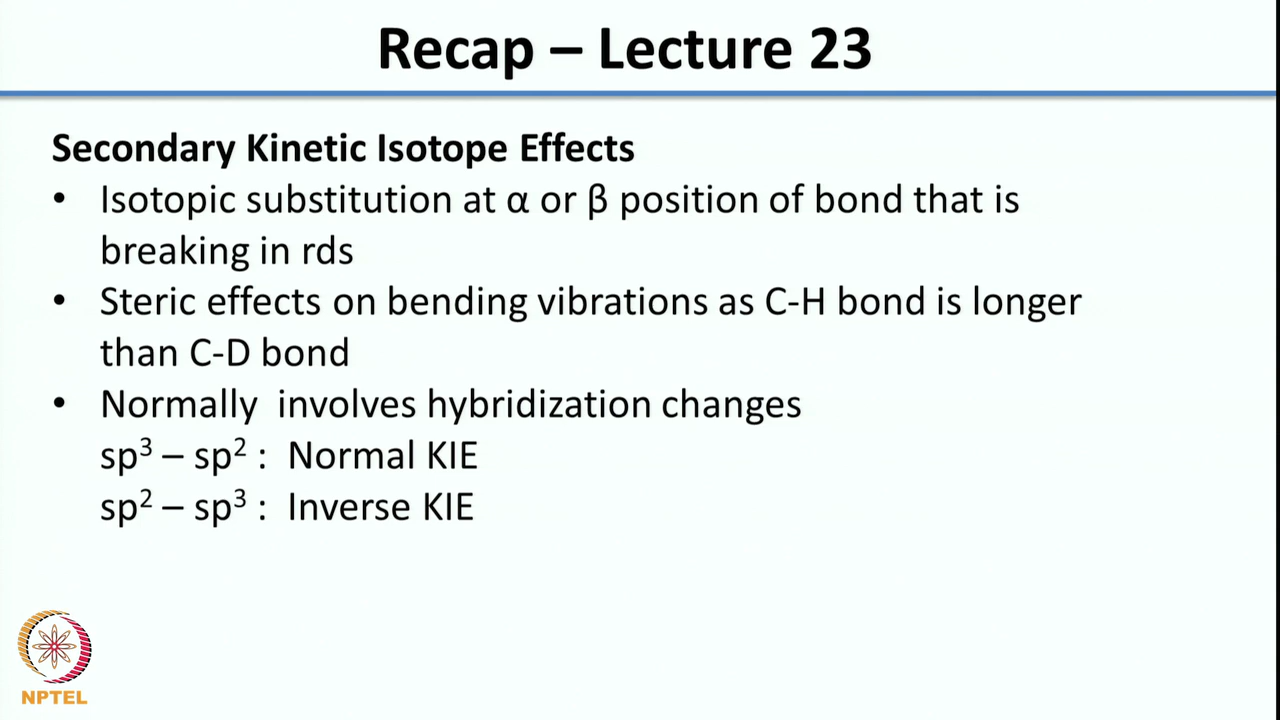 Recap – Lecture 23
Secondary Kinetic Isotope Effects
• Isotopic substitution at α or β position of bond that is
breaking in rds
• Steric effects on bending vibrations as C-H bond is longer
than C-D bond
• Normally  involves hybridization changes
sp³ – sp² :  Normal KIE
sp² – sp³ :  Inverse KIE
NPTEL